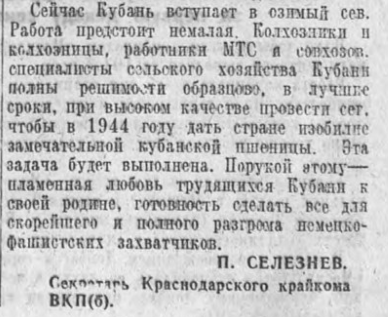 Сейчас Кубань вступает в озимый сев.
Работа предстоит немалая. Колхозники и
колхозницы, работники МТС и совхозов,
специалисты сельского хозяйства Кубани
полны решимости образцово, в лучшие
сроки, при высоком качестве провести сев,
чтобы в 1944 году дать стране изобилие
замечательной кубанской пшеницы. Эта
задача будет выполнена. Порукой этому—
пламенная любовь трудящихся Кубани к
своей родине, готовность сделать все для
скорейшего и полного разгрома немецко-
фашистских захватчиков.
П. СЕЛЕЗНЕВ.
Секретарь Краснодарского крайкома
ВКП(б).